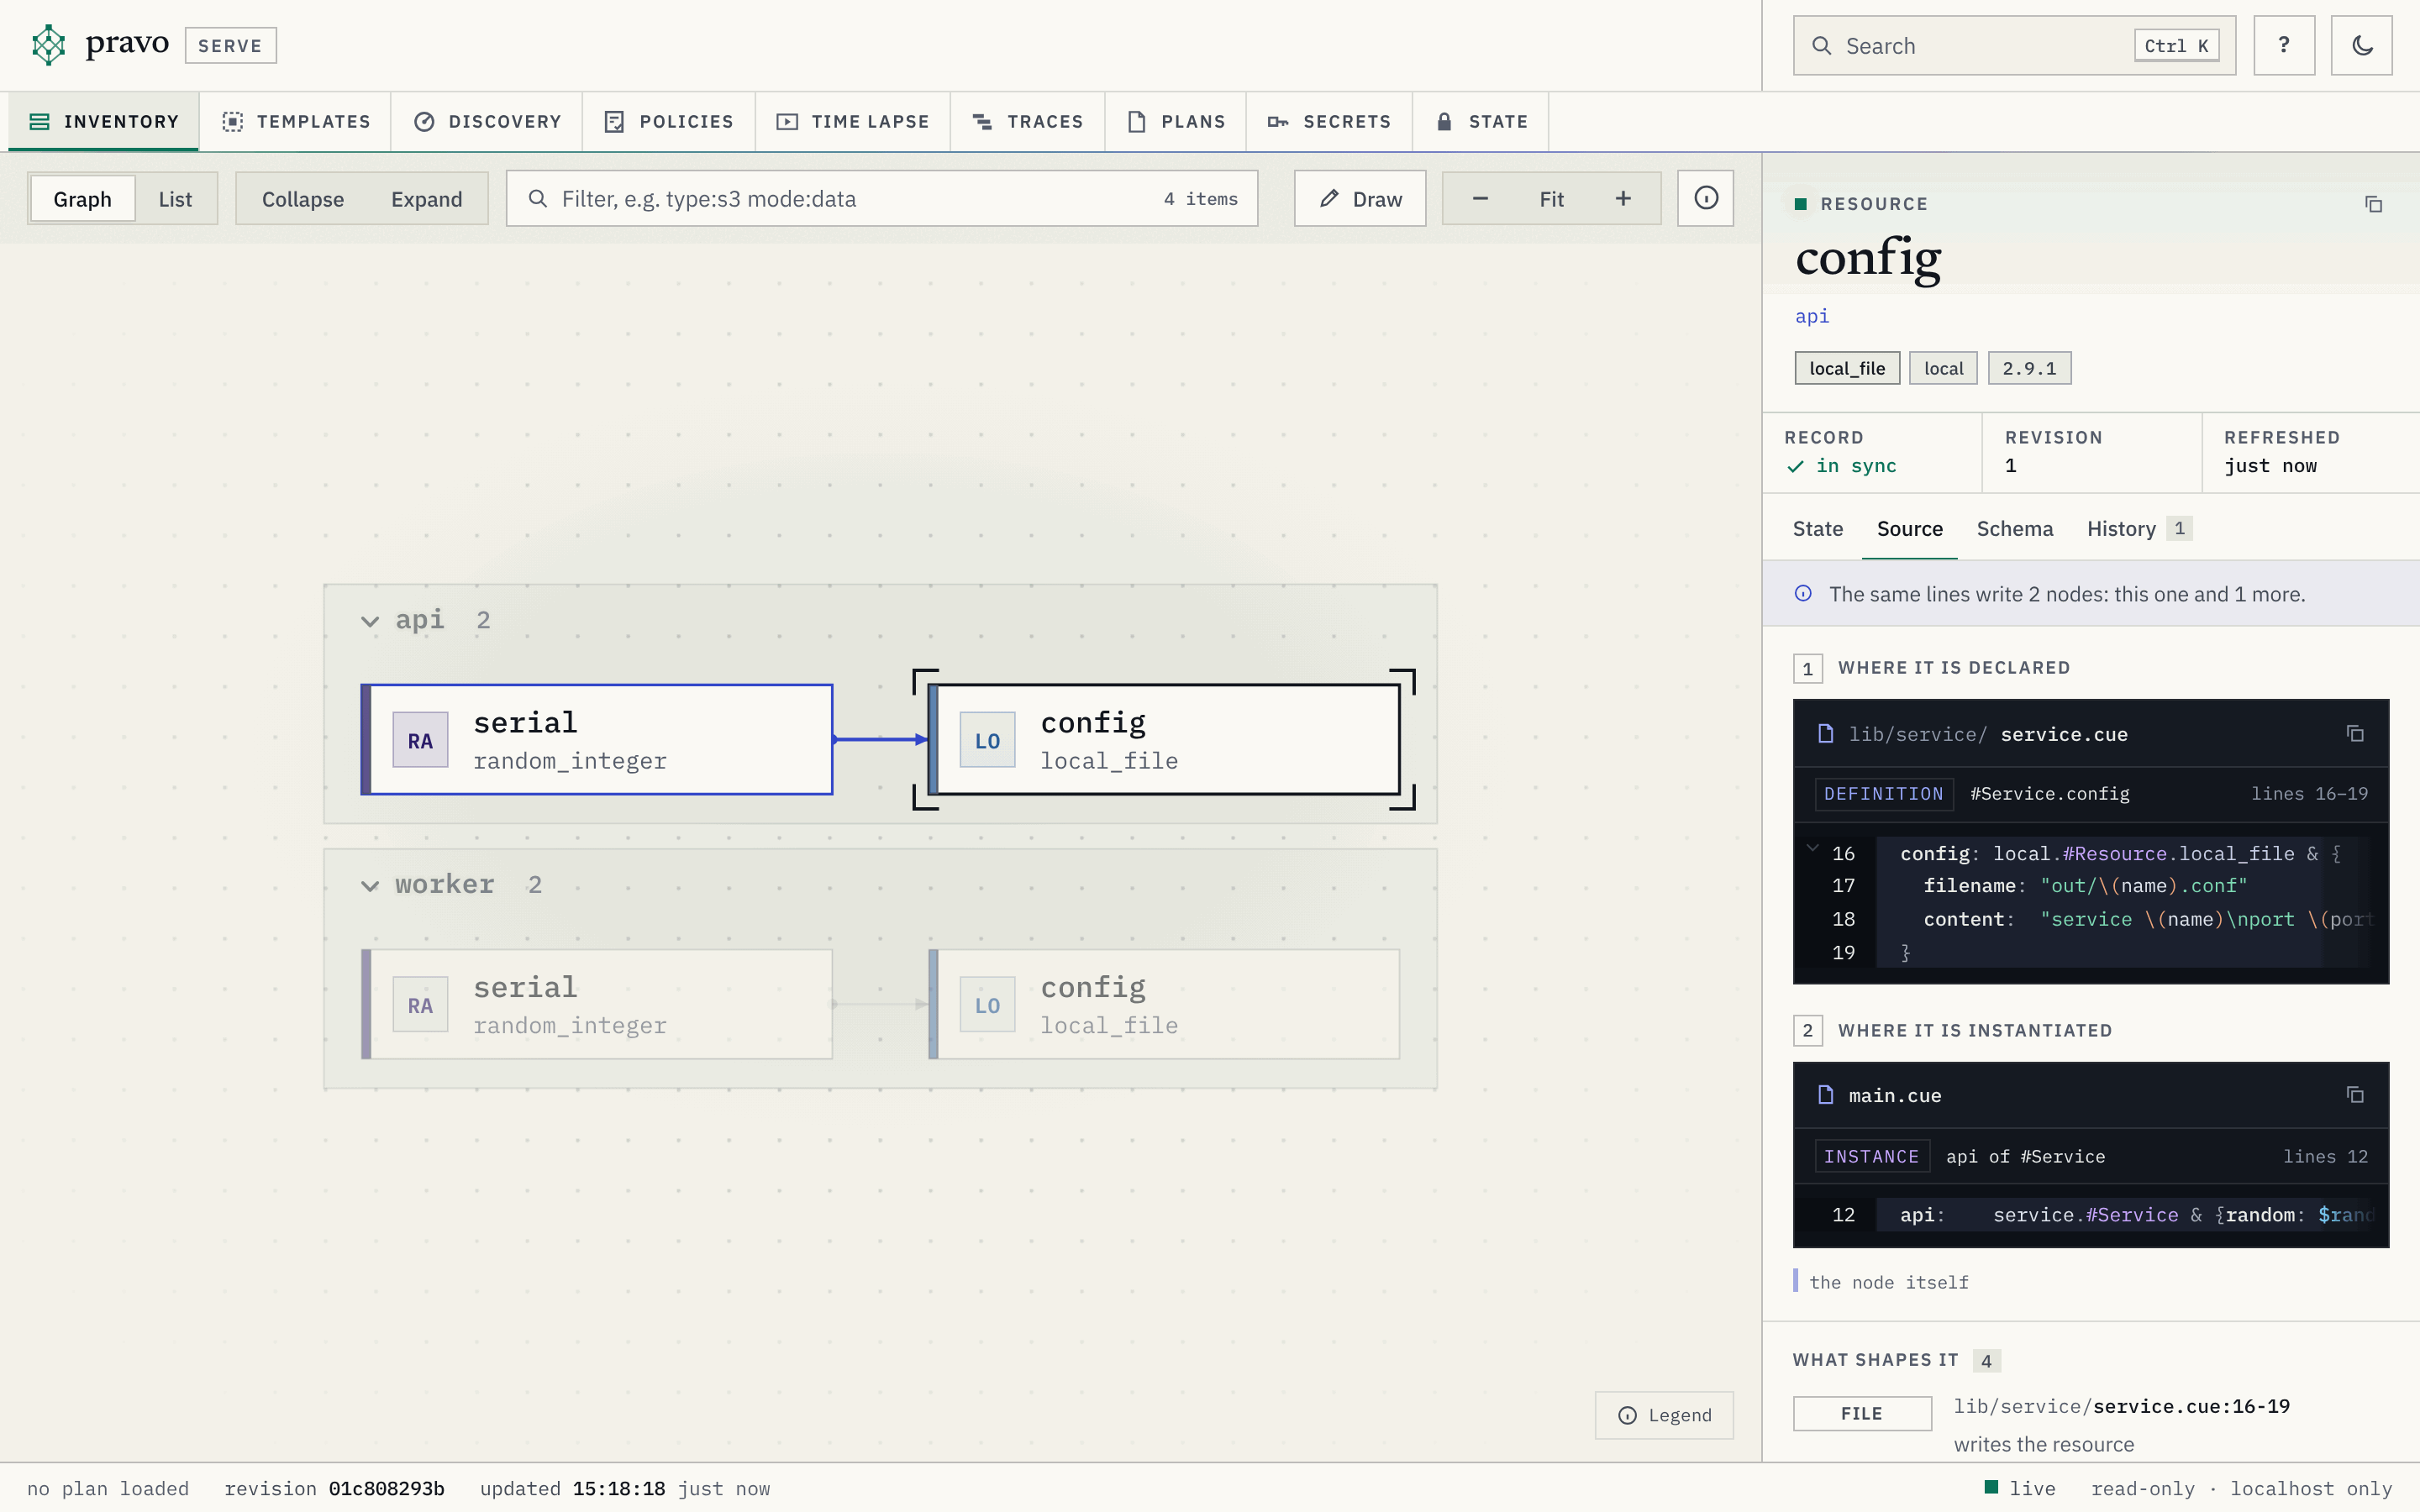 pravo SERVE
Search Ctrl K ?
INVENTORY TEMPLATES DISCOVERY POLICIES TIME LAPSE TRACES PLANS SECRETS STATE
Graph List Collapse Expand Filter, e.g. type:s3 mode:data 4 items Draw − Fit +
RESOURCE
config
api
local_file local 2.9.1
RECORD REVISION REFRESHED
in sync 1 just now
State Source Schema History 1
The same lines write 2 nodes: this one and 1 more.
api 2
RA serial
random_integer
LO config
local_file
worker 2
RA serial
random_integer
LO config
local_file
Legend
1 WHERE IT IS DECLARED
lib/service/ service.cue
DEFINITION #Service.config lines 16–19
16 config: local.#Resource.local_file & {
17 filename: "out/\(name).conf"
18 content: "service \(name)\nport \(port
19 }
2 WHERE IT IS INSTANTIATED
main.cue
INSTANCE api of #Service lines 12
12 api: service.#Service & {random: $rand
the node itself
WHAT SHAPES IT 4
FILE lib/service/service.cue:16-19
writes the resource
no plan loaded revision 01c808293b updated 15:18:18 just now
live read-only · localhost only